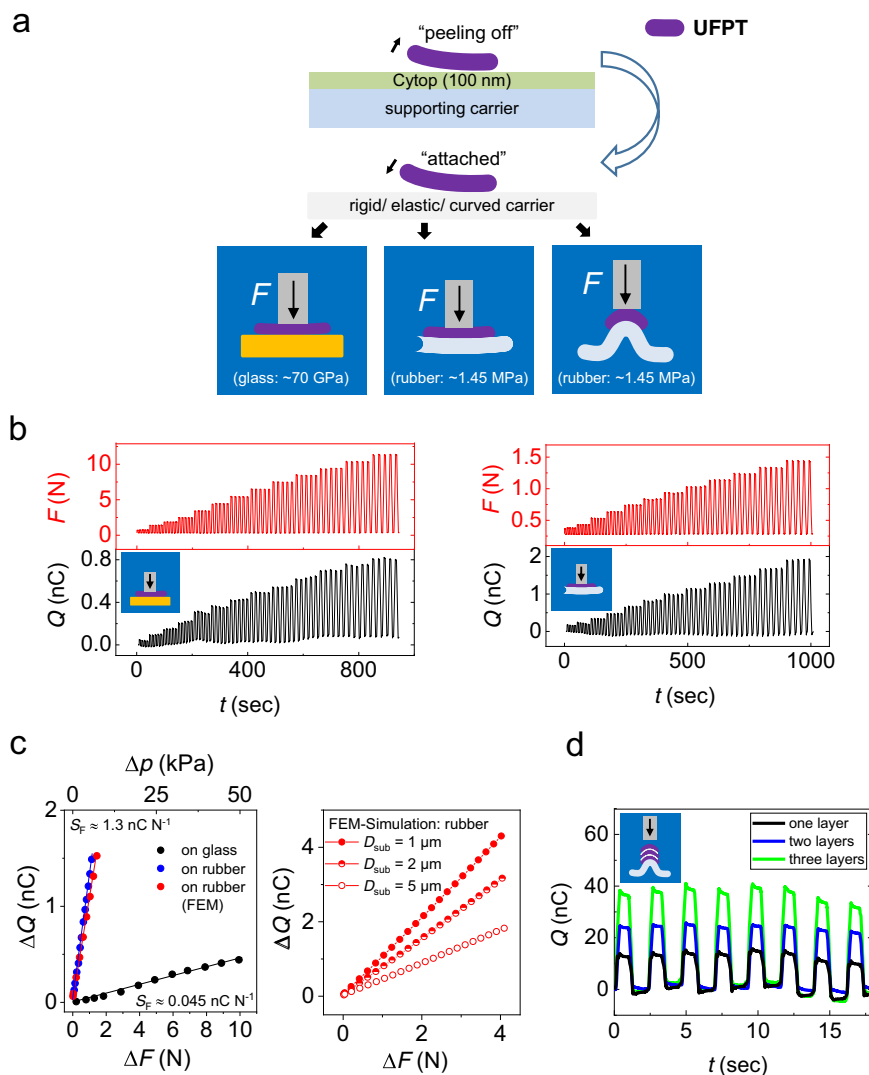 a
“peeling off”
UFPT
Cytop (100 nm)
supporting carrier
“attached”
rigid/ elastic/ curved carrier
F
F
F
(glass: ~70 GPa)
(rubber: ~1.45 MPa)
(rubber: ~1.45 MPa)
b
10
5
0
F (N)
0.8
0.4
0.0
Q (nC)
0
400
800
t (sec)
1.5
1.0
0.5
F (N)
2
1
0
Q (nC)
0
500
1000
t (sec)
c
Δp (kPa)
0
25
50
2
1
0
ΔQ (nC)
S_F ≈ 1.3 nC N⁻¹
on glass
on rubber
on rubber
(FEM)
S_F ≈ 0.045 nC N⁻¹
0
2
4
6
8
10
ΔF (N)
FEM-Simulation: rubber
D_sub = 1 µm
D_sub = 2 µm
D_sub = 5 µm
4
2
0
ΔQ (nC)
0
2
4
ΔF (N)
d
60
40
20
0
Q (nC)
one layer
two layers
three layers
0
5
10
15
t (sec)